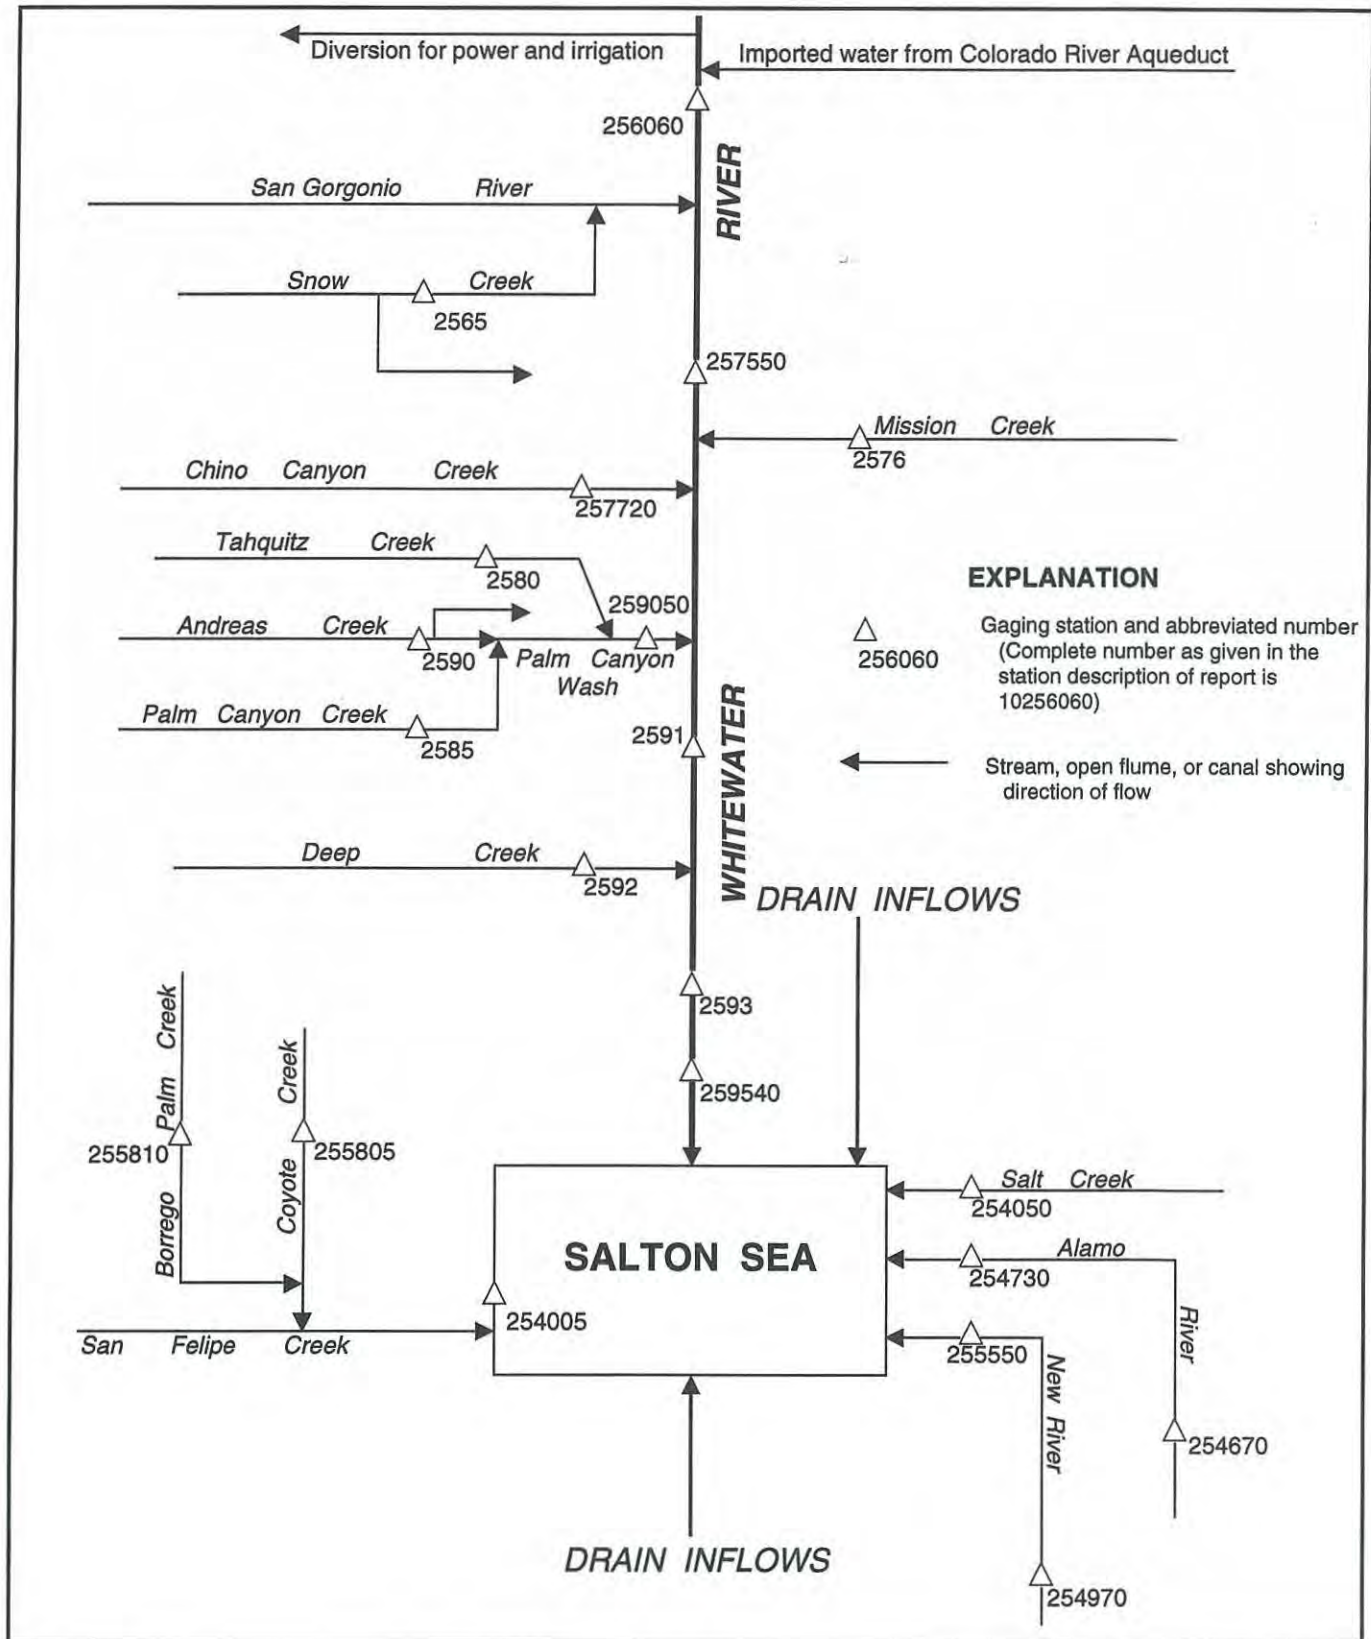 Diversion for power and irrigation
Imported water from Colorado River Aqueduct
256060
RIVER
San Gorgonio River
Snow Creek
2565
257550
Mission Creek
2576
Chino Canyon Creek
257720
Tahquitz Creek
2580
259050
Andreas Creek
2590
Palm Canyon
Wash
Palm Canyon Creek
2585
2591
WHITEWATER
EXPLANATION
256060
Gaging station and abbreviated number
(Complete number as given in the
station description of report is
10256060)
Stream, open flume, or canal showing
direction of flow
Deep Creek
2592
DRAIN INFLOWS
2593
259540
Borrego Palm Creek
255810
Coyote Creek
255805
San Felipe Creek
254005
SALTON SEA
Salt Creek
254050
Alamo River
254730
254670
255550
New River
254970
DRAIN INFLOWS